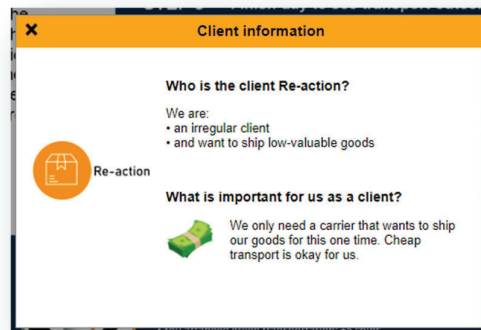 Client information
Who is the client Re-action?
We are:
• an irregular client
• and want to ship low-valuable goods
Re-action
What is important for us as a client?
We only need a carrier that wants to ship
our goods for this one time. Cheap
transport is okay for us.